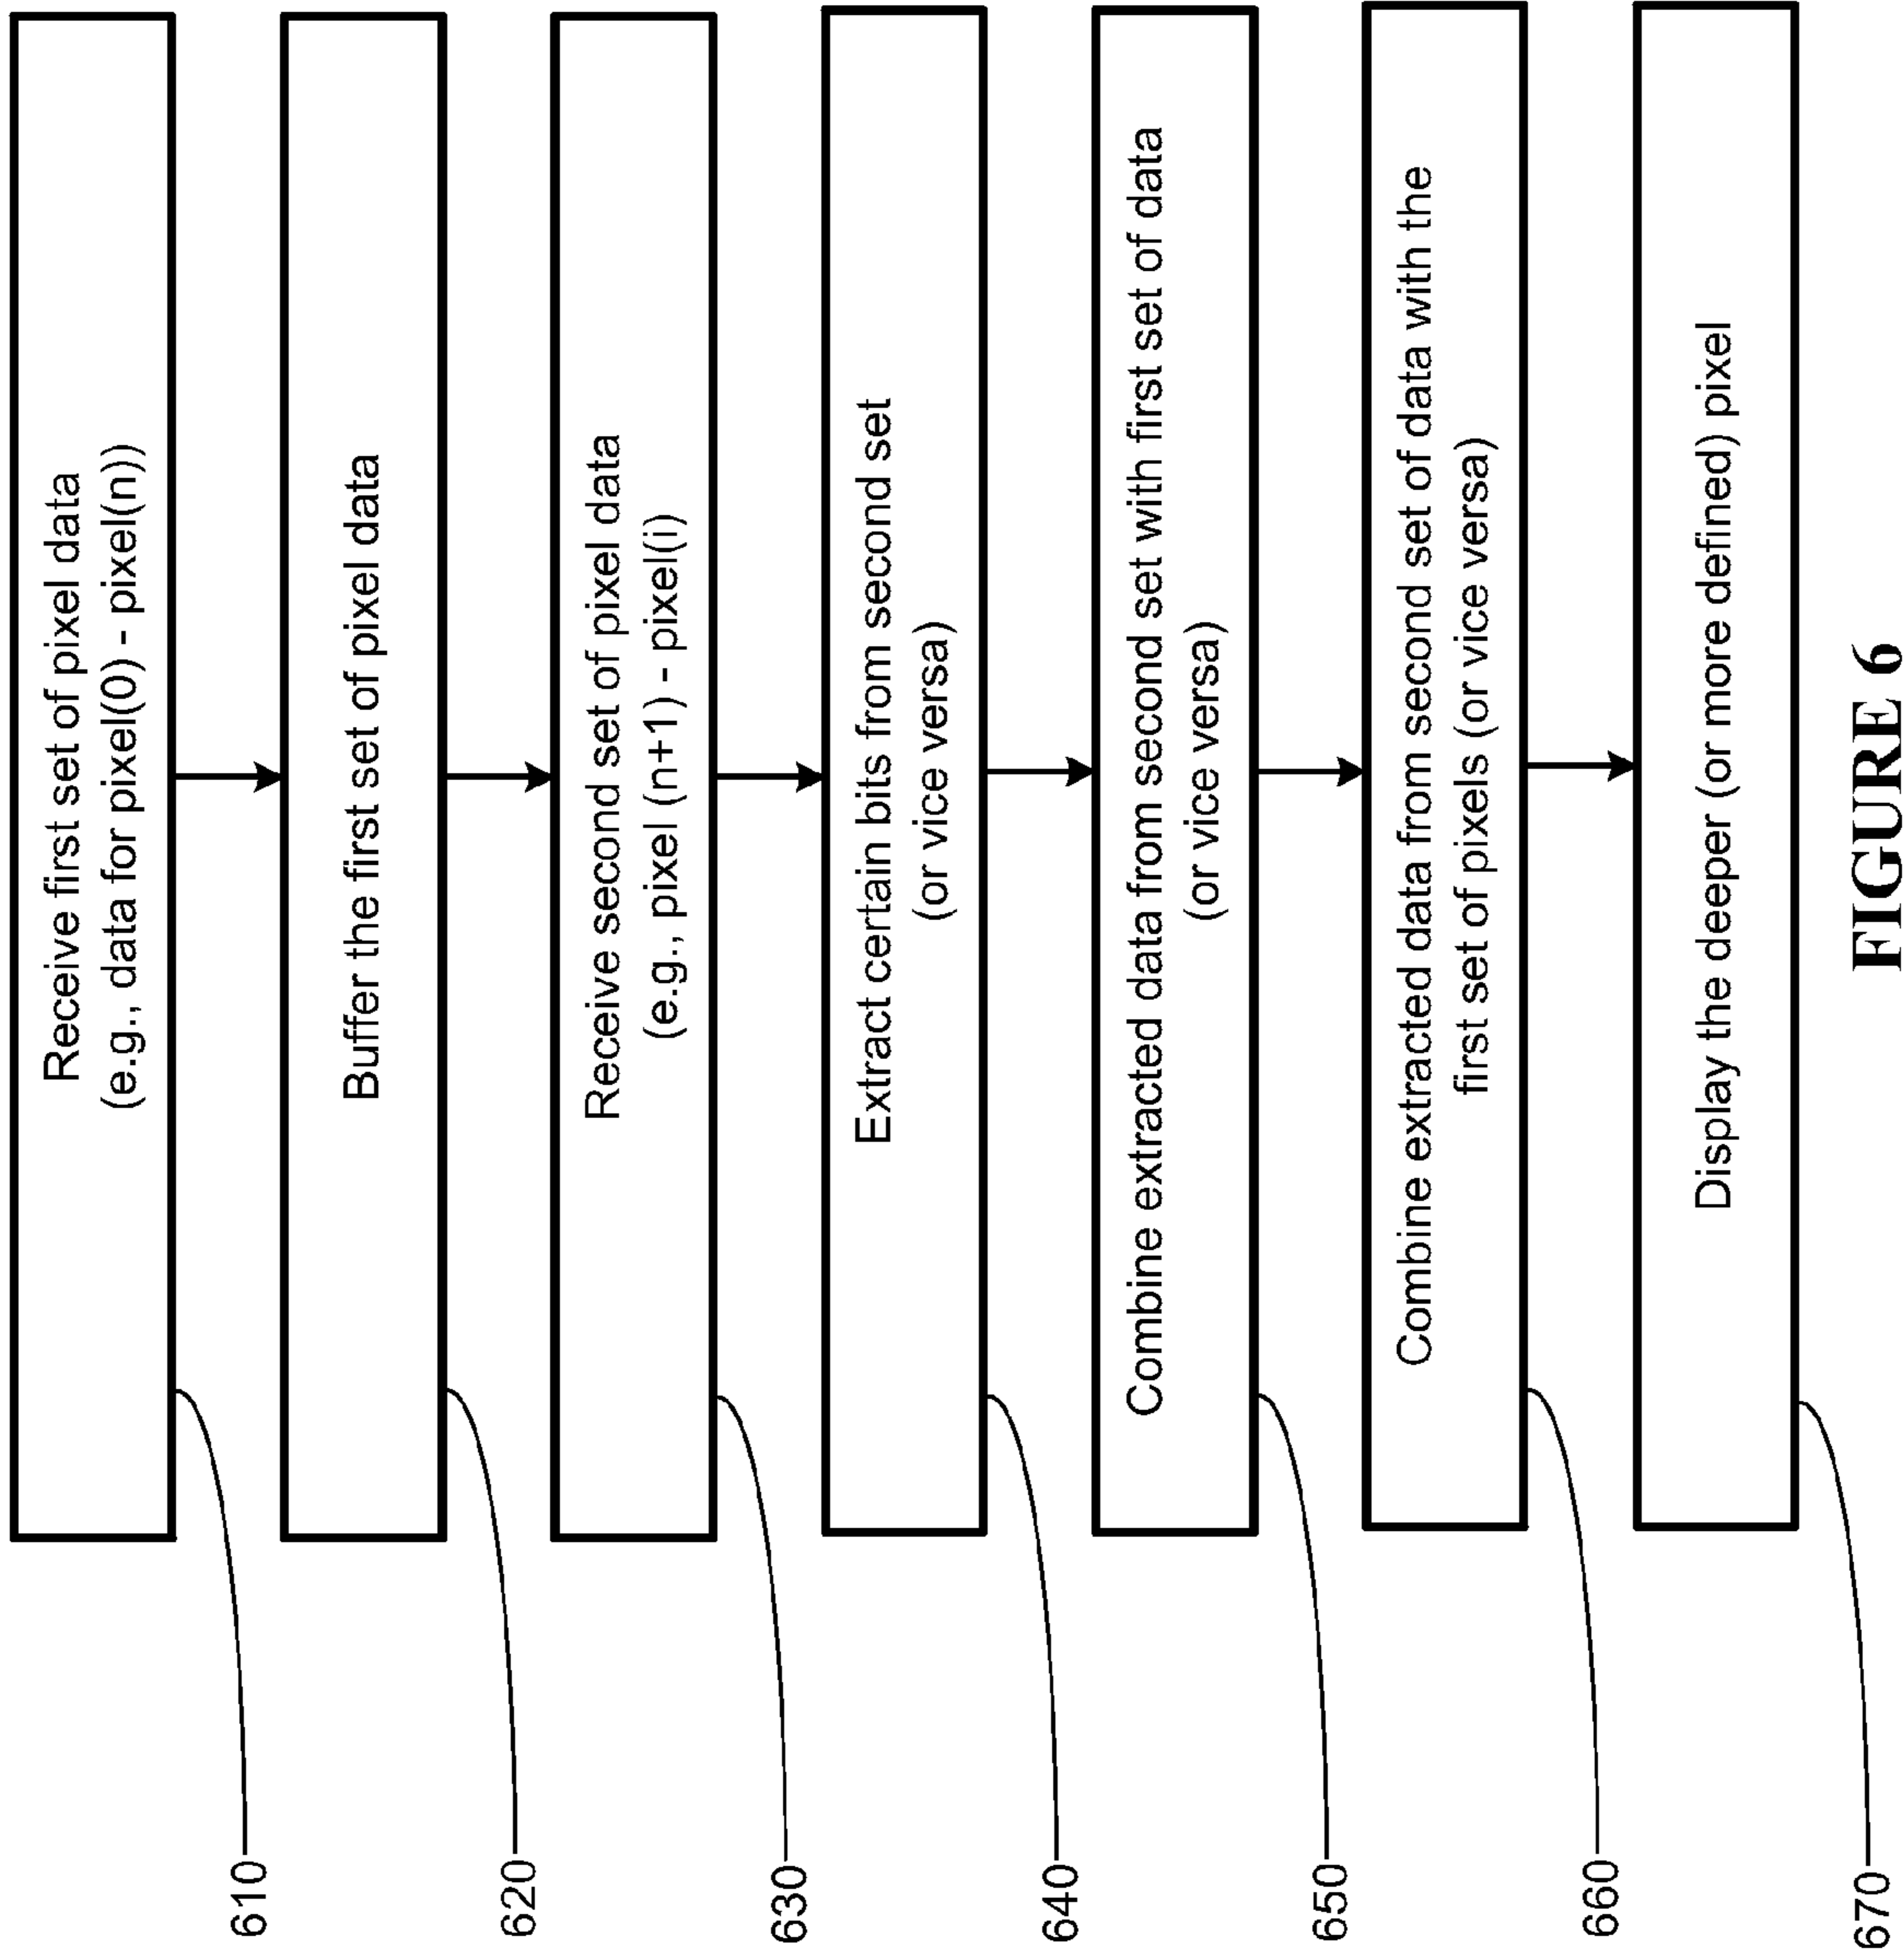 Receive first set of pixel data
(e.g., data for pixel(0) - pixel(n))
610
Buffer the first set of pixel data
620
Receive second set of pixel data
(e.g., pixel (n+1) - pixel(i)
630
Extract certain bits from second set
(or vice versa)
640
Combine extracted data from second set with first set of data
(or vice versa)
650
Combine extracted data from second set of data with the
first set of pixels (or vice versa)
660
Display the deeper (or more defined) pixel
670
FIGURE 6